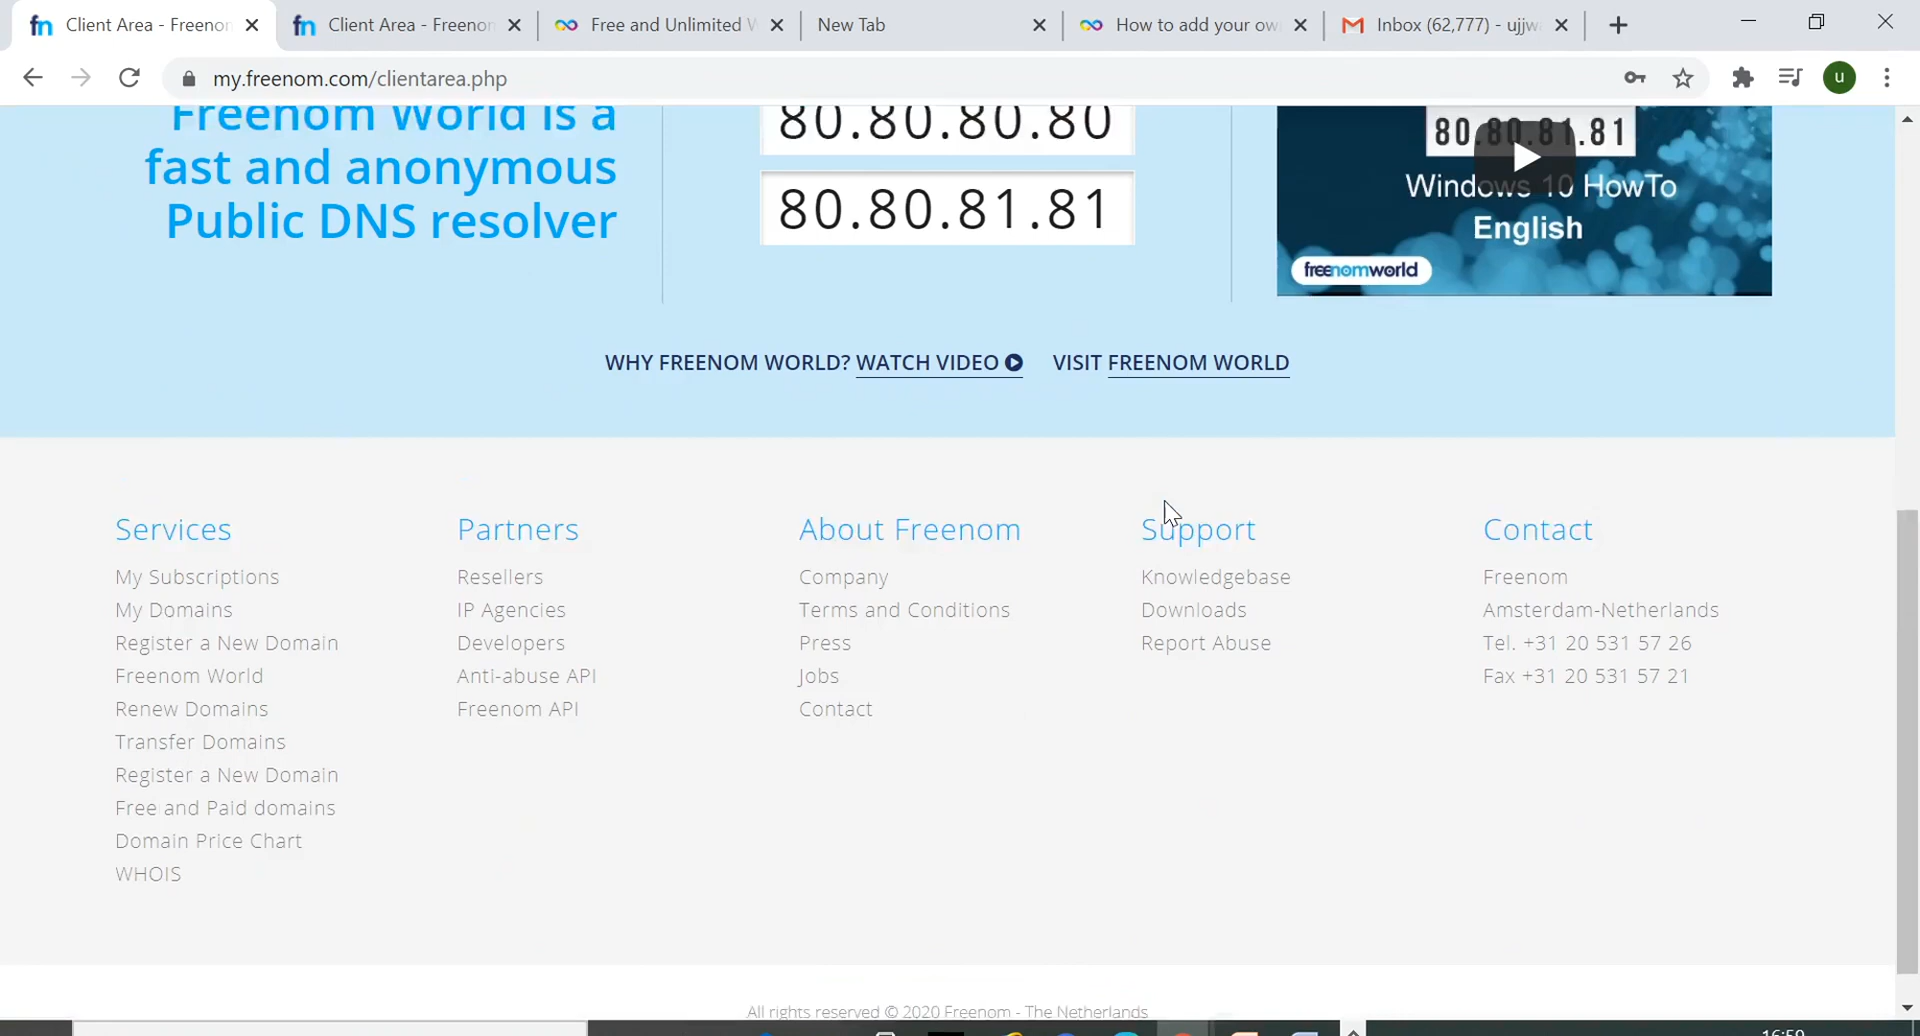 fn Client Area - Freenom
fn Client Area - Freenom
Free and Unlimited W
New Tab
How to add your own
Inbox (62,777) - ujjw
my.freenom.com/clientarea.php
u
Freenom World is a
fast and anonymous
Public DNS resolver
80.80.80.80
80.80.81.81
80.80.81.81
Windows 10 HowTo
English
freenomworld
WHY FREENOM WORLD? WATCH VIDEO VISIT FREENOM WORLD
Services
My Subscriptions
My Domains
Register a New Domain
Freenom World
Renew Domains
Transfer Domains
Register a New Domain
Free and Paid domains
Domain Price Chart
WHOIS
Partners
Resellers
IP Agencies
Developers
Anti-abuse API
Freenom API
About Freenom
Company
Terms and Conditions
Press
Jobs
Contact
Support
Knowledgebase
Downloads
Report Abuse
Contact
Freenom
Amsterdam-Netherlands
Tel. +31 20 531 57 26
Fax +31 20 531 57 21
All rights reserved © 2020 Freenom - The Netherlands
16:59